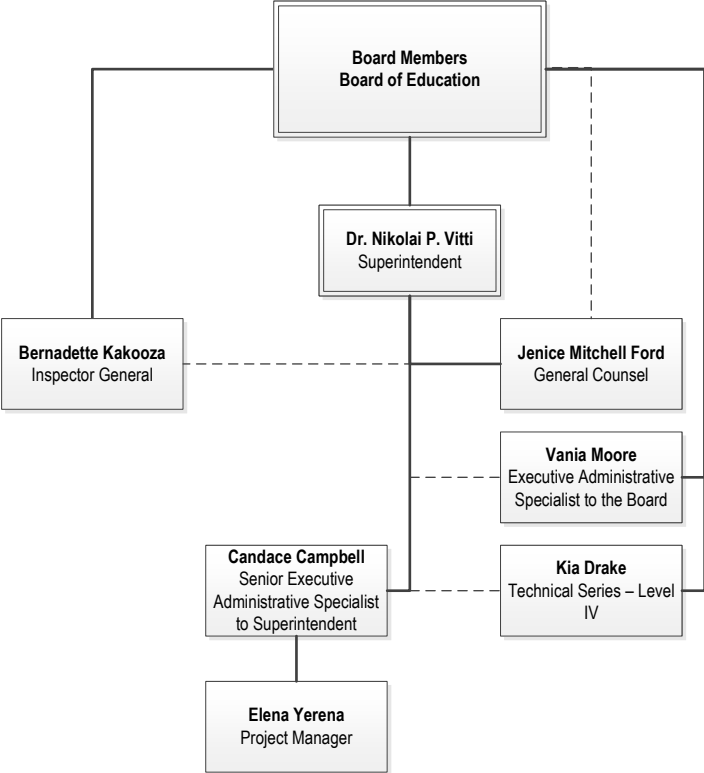 Board Members
Board of Education
Dr. Nikolai P. Vitti
Superintendent
Bernadette Kakooza
Inspector General
Jenice Mitchell Ford
General Counsel
Vania Moore
Executive Administrative
Specialist to the Board
Candace Campbell
Senior Executive
Administrative Specialist
to Superintendent
Kia Drake
Technical Series – Level
IV
Elena Yerena
Project Manager